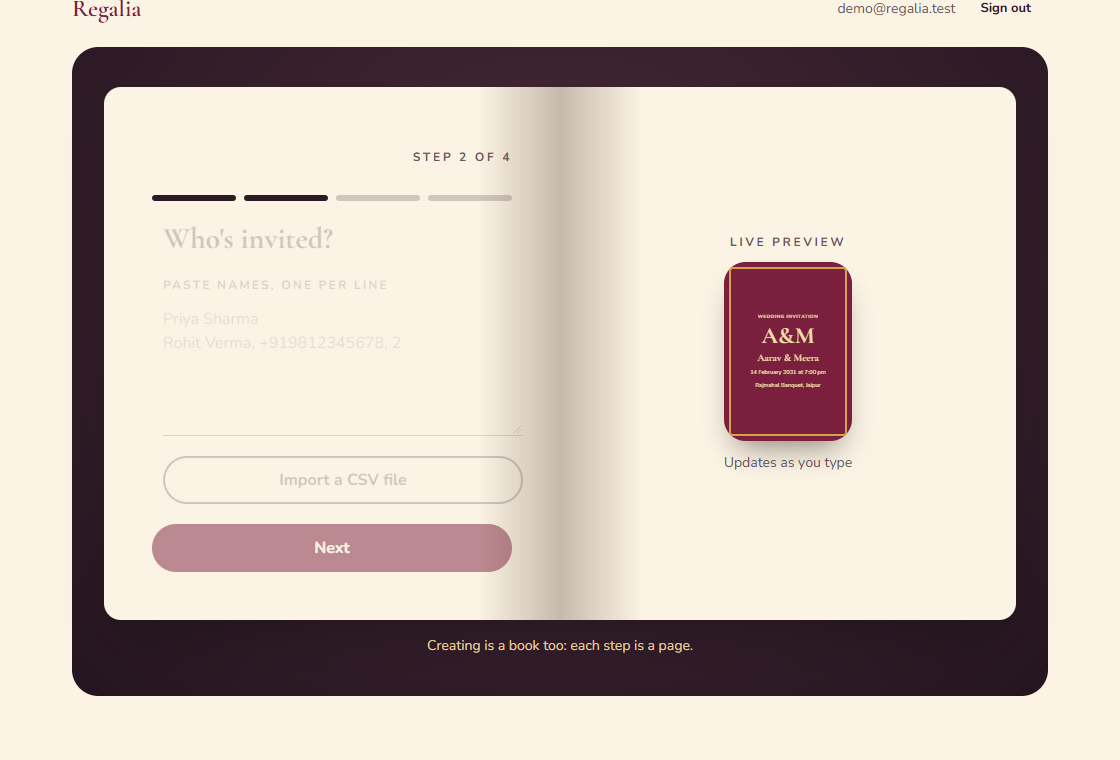 Regalia
demo@regalia.test
Sign out
STEP 2 OF 4
Who's invited?
PASTE NAMES, ONE PER LINE
Priya Sharma
Rohit Verma, +919812345678, 2
Import a CSV file
Next
LIVE PREVIEW
WEDDING INVITATION
A&M
Aarav & Meera
14 February 2031 at 7:00 pm
Rajmahal Banquet, Jaipur
Updates as you type
Creating is a book too: each step is a page.